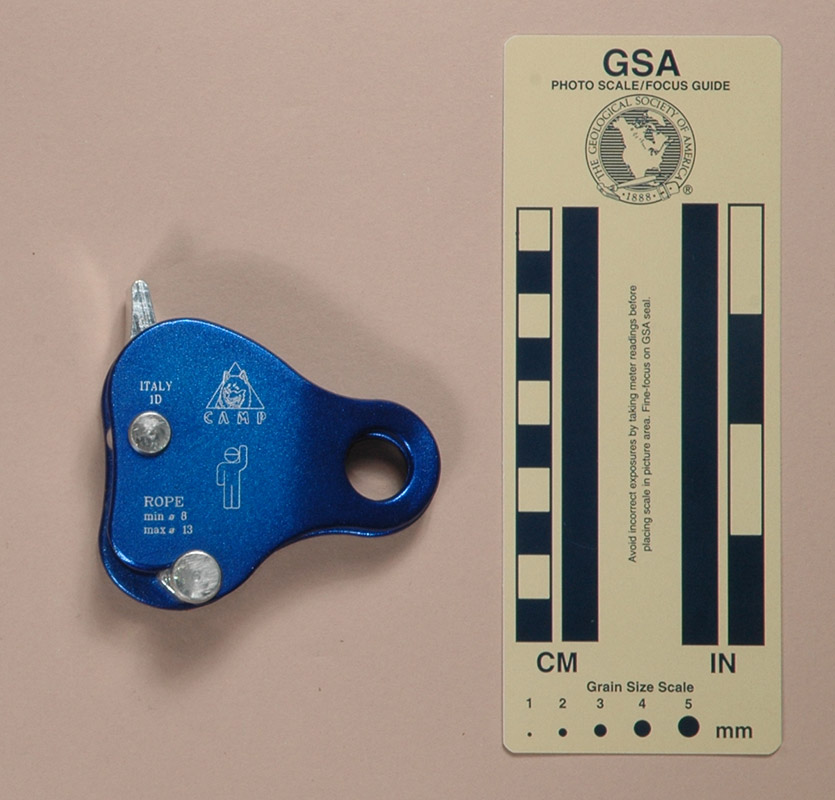 ITALY
1D
CAMP
ROPE
min ø 8
max ø 13
GSA
PHOTO SCALE/FOCUS GUIDE
THE GEOLOGICAL SOCIETY OF AMERICA
·1888·
®
Avoid incorrect exposures by taking meter readings before
placing scale in picture area. Fine-focus on GSA seal.
CM
IN
Grain Size Scale
1 2 3 4 5
mm